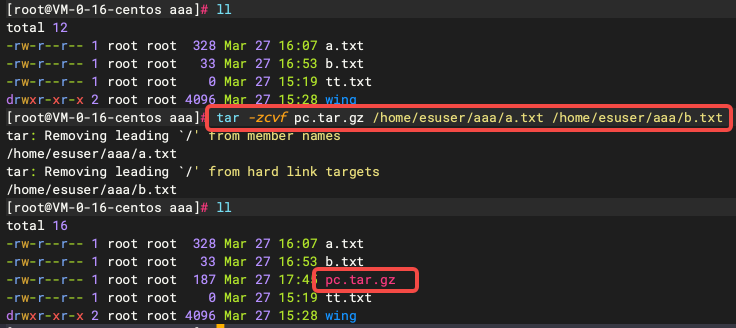 [root@VM-0-16-centos aaa]# ll
total 12
-rw-r--r-- 1 root root  328 Mar 27 16:07 a.txt
-rw-r--r-- 1 root root   33 Mar 27 16:53 b.txt
-rw-r--r-- 1 root root    0 Mar 27 15:19 tt.txt
drwxr-xr-x 2 root root 4096 Mar 27 15:28 wing
[root@VM-0-16-centos aaa]# tar -zcvf pc.tar.gz /home/esuser/aaa/a.txt /home/esuser/aaa/b.txt
tar: Removing leading `/' from member names
/home/esuser/aaa/a.txt
tar: Removing leading `/' from hard link targets
/home/esuser/aaa/b.txt
[root@VM-0-16-centos aaa]# ll
total 16
-rw-r--r-- 1 root root  328 Mar 27 16:07 a.txt
-rw-r--r-- 1 root root   33 Mar 27 16:53 b.txt
-rw-r--r-- 1 root root  187 Mar 27 17:45 pc.tar.gz
-rw-r--r-- 1 root root    0 Mar 27 15:19 tt.txt
drwxr-xr-x 2 root root 4096 Mar 27 15:28 wing